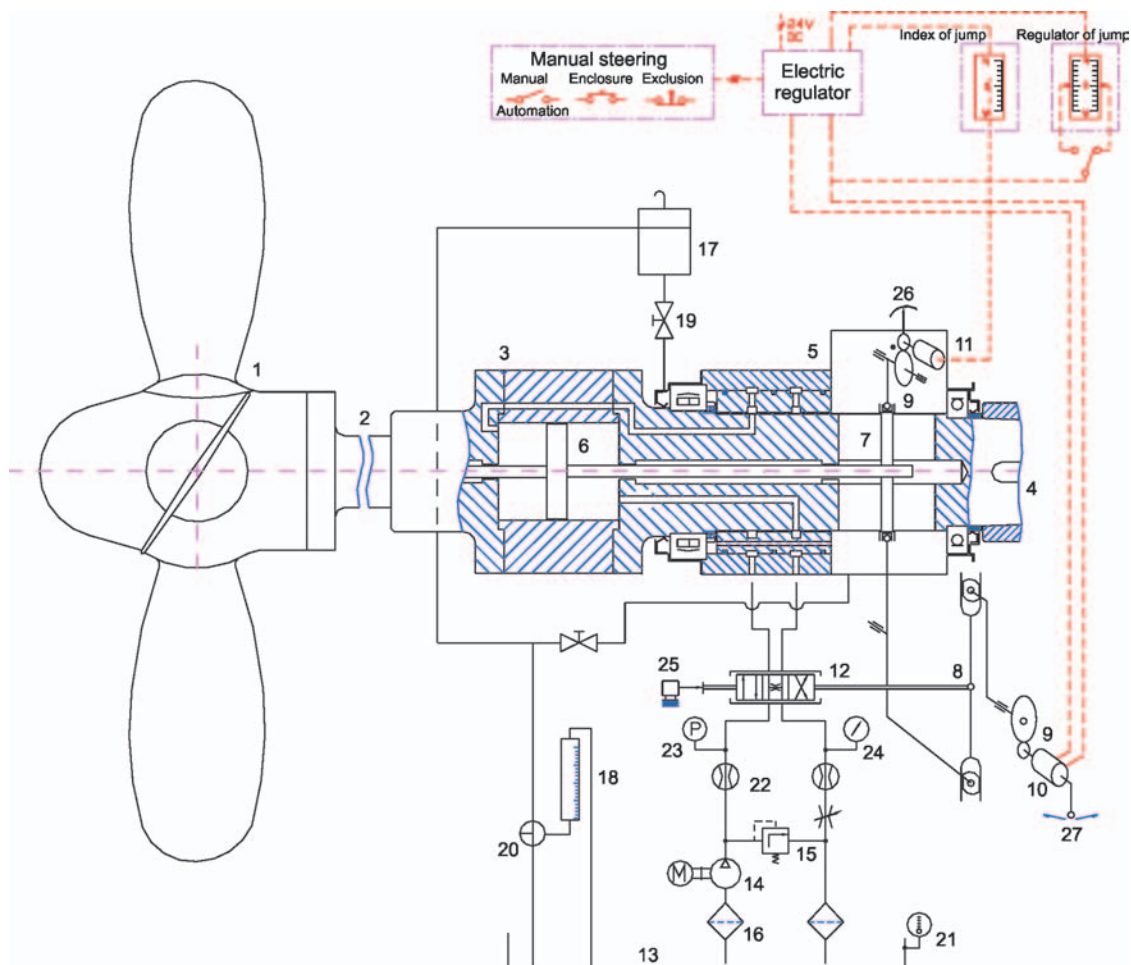 24V
DC
Index of jump
Regulator of jump
Manual steering
Manual
Enclosure
Exclusion
Automation
Electric
regulator
17
26
19
11
3
5
1
9
2
6
7
4
12
8
25
P
23
24
9
18
22
10
27
20
15
M
14
16
13
21